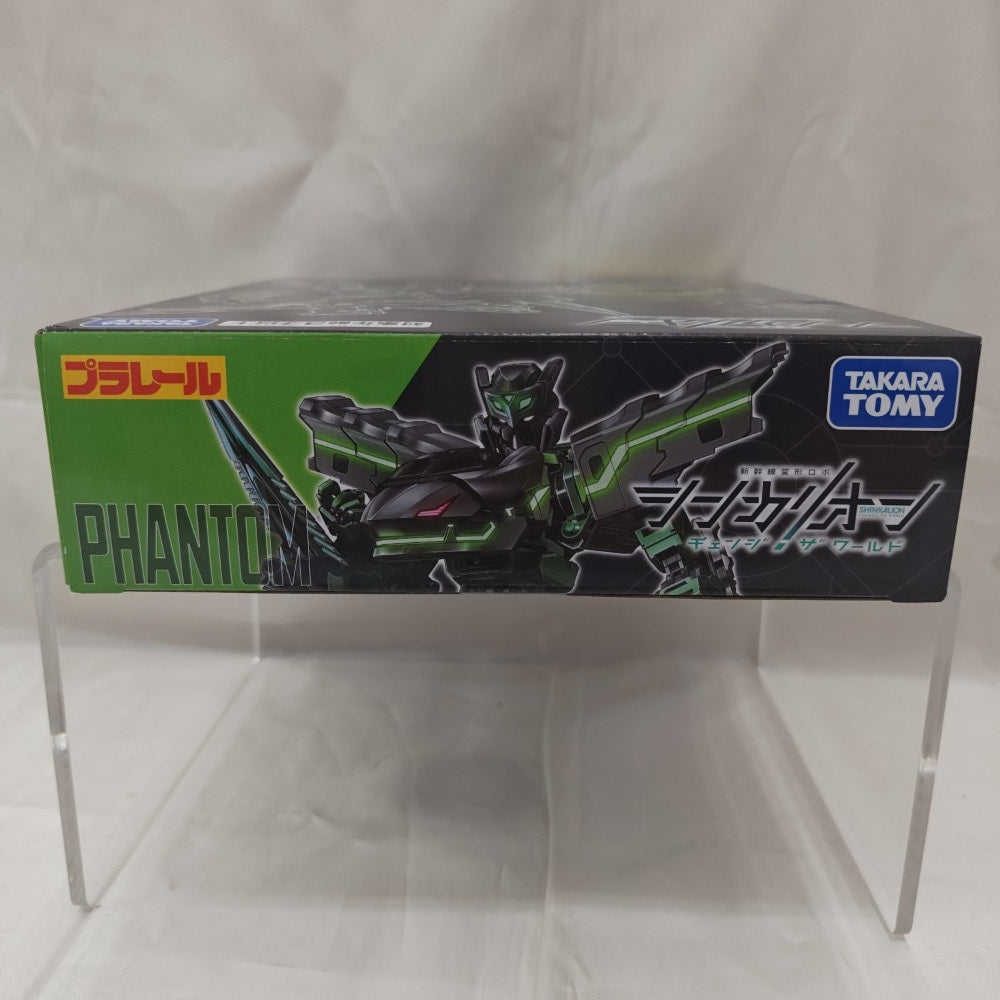 プラレール
TAKARA
TOMY
新幹線変形ロボ
シンカリオン
SHINKALION
チェンジ ザ ワールド
PHANTOM